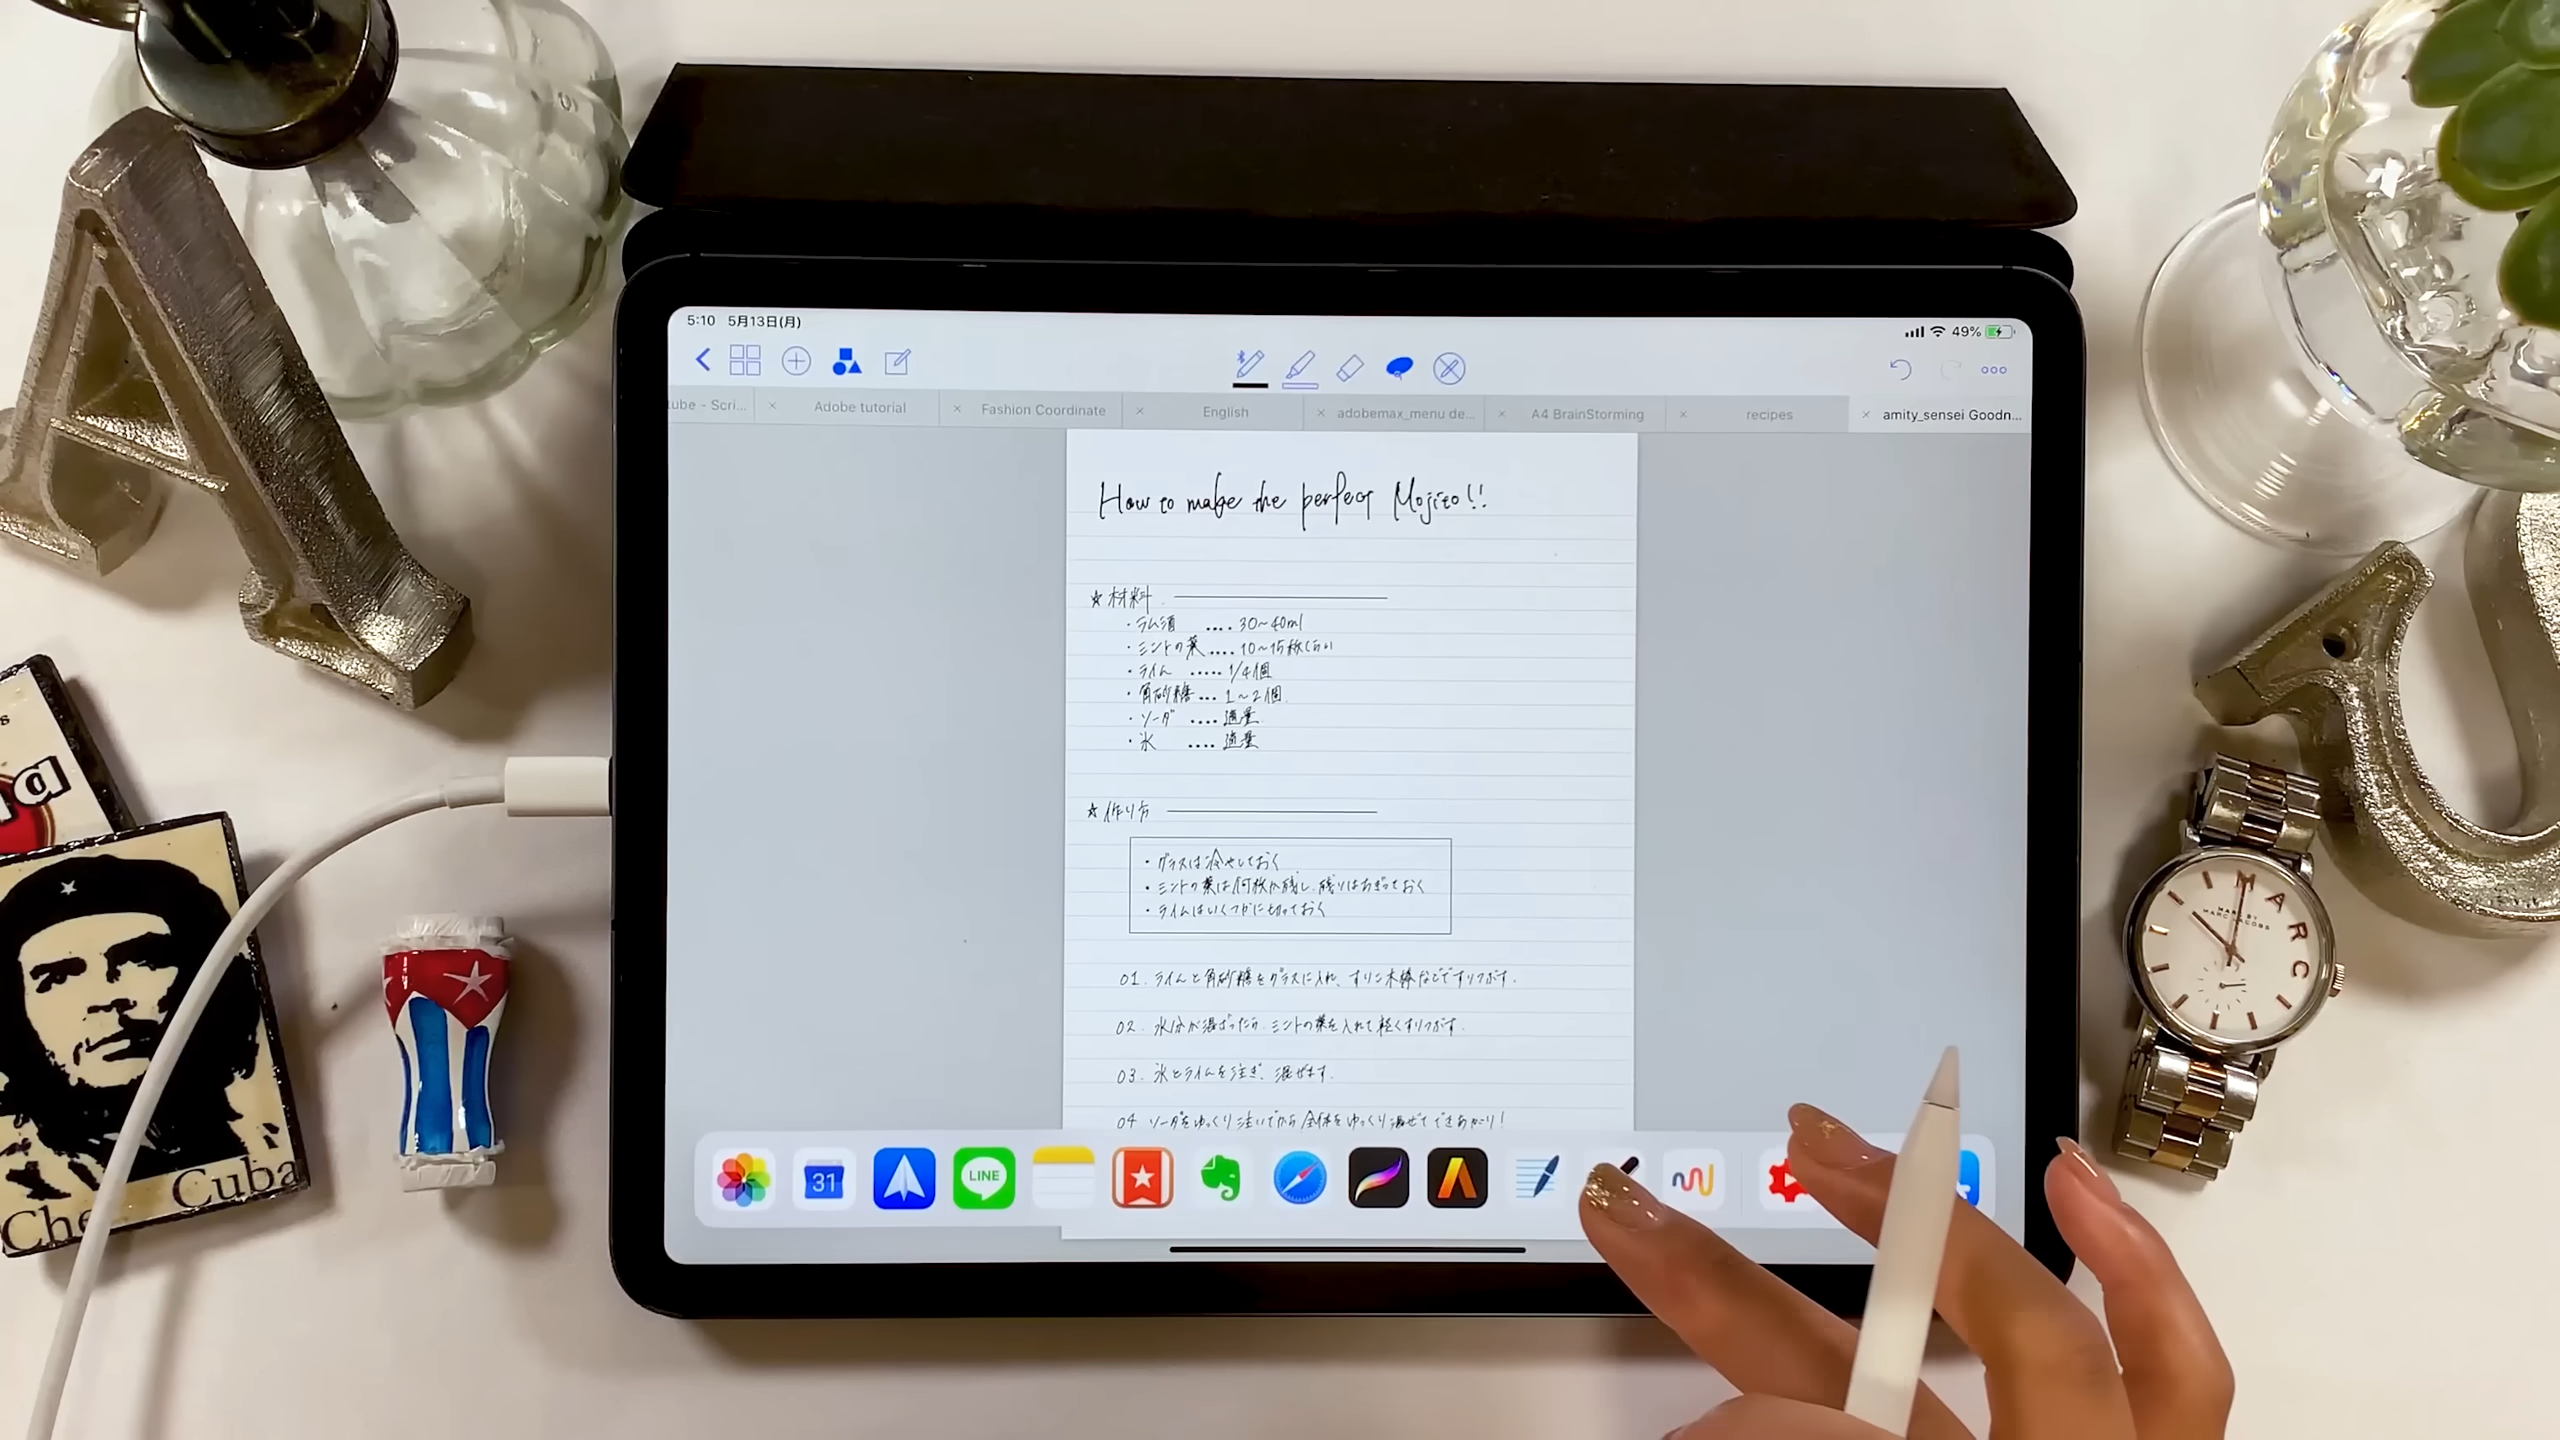 5:10 5月13日(月)
49%
tube - Scri...
Adobe tutorial
Fashion Coordinate
English
adobemax_menu de...
A4 BrainStorming
recipes
amity_sensei Goodn...
How to make the perfect Mojito!!
☆材料
・ラム酒 .... 30~40ml
・ミントの葉 .... 10~15枚くらい
・ライム ..... 1/4個
・角砂糖 ... 1~2個
・ソーダ .... 適量
・氷 .... 適量
☆作り方
・グラスは冷やしておく
・ミントの葉は何枚か残し、残りはちぎっておく
・ライムはいくつかに切っておく
01. ライムと角砂糖をグラスに入れ、すりこ木棒などですりつぶす.
02. 水分が混ざったら、ミントの葉を入れて軽くすりつぶす.
03. 氷とライムを注ぎ、混ぜます.
04 ソーダをゆっくり注いでから全体をゆっくり混ぜてできあがり!
31
LINE
A
MARC
MARC BY
MARC JACOBS
Che
Cuba